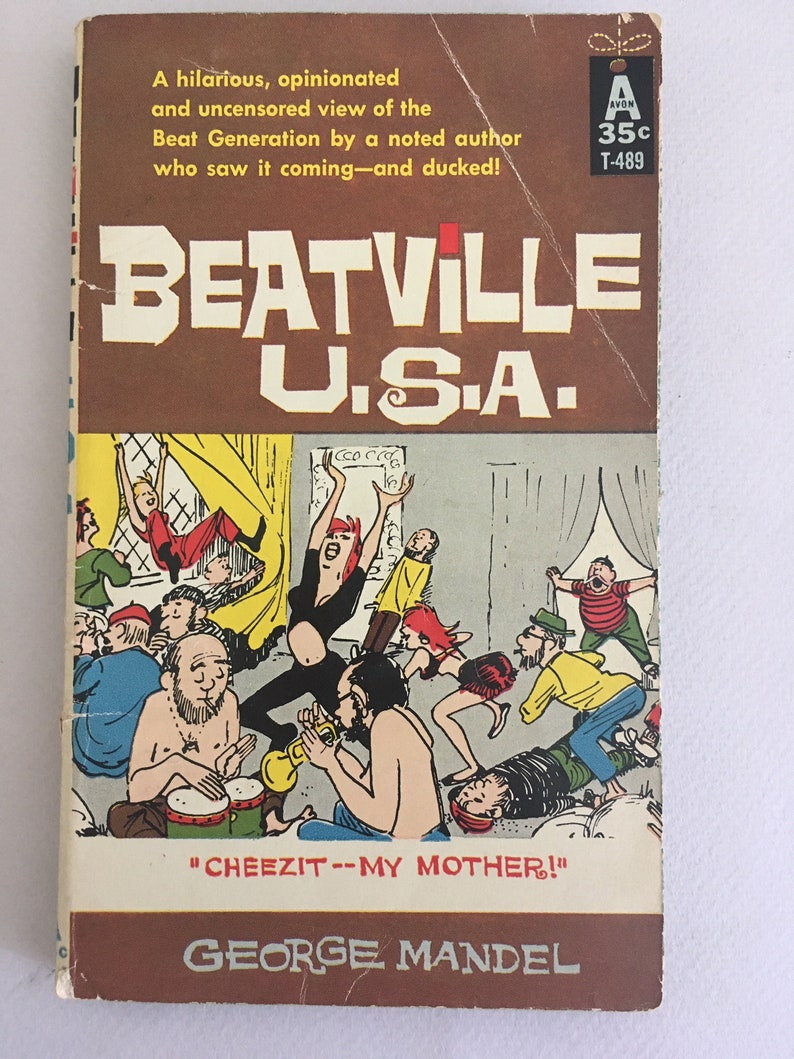 A hilarious, opinionated
and uncensored view of the
Beat Generation by a noted author
who saw it coming—and ducked!
A
AVON
35c
T-489
BEATViLLE
U.S.A.
"CHEEZIT--MY MOTHER!"
GEORGE MANDEL